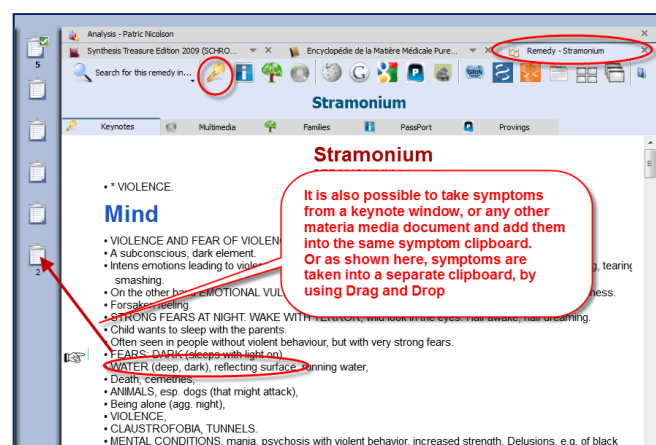 Analysis - Patric Nicolson
Synthesis Treasure Edition 2009 (SCHRO...
Encyclopédie de la Matière Médicale Pure...
Remedy - Stramonium
5
Search for this remedy in...
Stramonium
Keynotes
Multimedia
Families
PassPort
Provings
Stramonium
• * VIOLENCE.
Mind
• VIOLENCE AND FEAR OF VIOLEN
• A subconscious, dark element.
• Intens emotions leading to viole
g, tearing
smashing.
• On the other hand EMOTIONAL VUL
ness.
• Forsaken feeling.
• STRONG FEARS AT NIGHT. WAKE WITH TERROR, wild look in the eyes. Half awake, half dreaming.
• Child wants to sleep with the parents.
• Often seen in people without violent behaviour, but with very strong fears.
• FEARS: DARK (sleeps with light on)
• WATER (deep, dark), reflecting surface, running water,
• Death, cemetries,
• ANIMALS, esp. dogs (that might attack),
• Being alone (agg. night),
• VIOLENCE,
• CLAUSTROFOBIA, TUNNELS.
• MENTAL CONDITIONS, mania, psychosis with violent behavior, increased strength. Delusions, e.g. of black
2
It is also possible to take symptoms
from a keynote window, or any other
materia media document and add them
into the same symptom clipboard.
Or as shown here, symptoms are
taken into a separate clipboard, by
using Drag and Drop